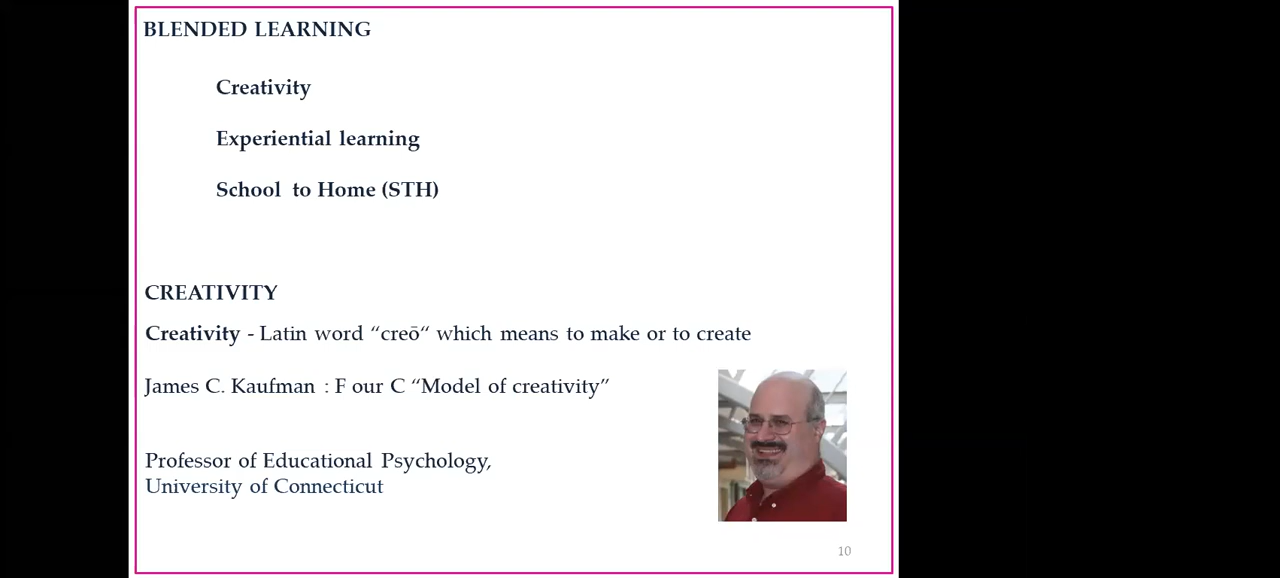 BLENDED LEARNING
Creativity
Experiential learning
School to Home (STH)
CREATIVITY
Creativity - Latin word “creō“ which means to make or to create
James C. Kaufman : F our C “Model of creativity”
Professor of Educational Psychology,
University of Connecticut
10